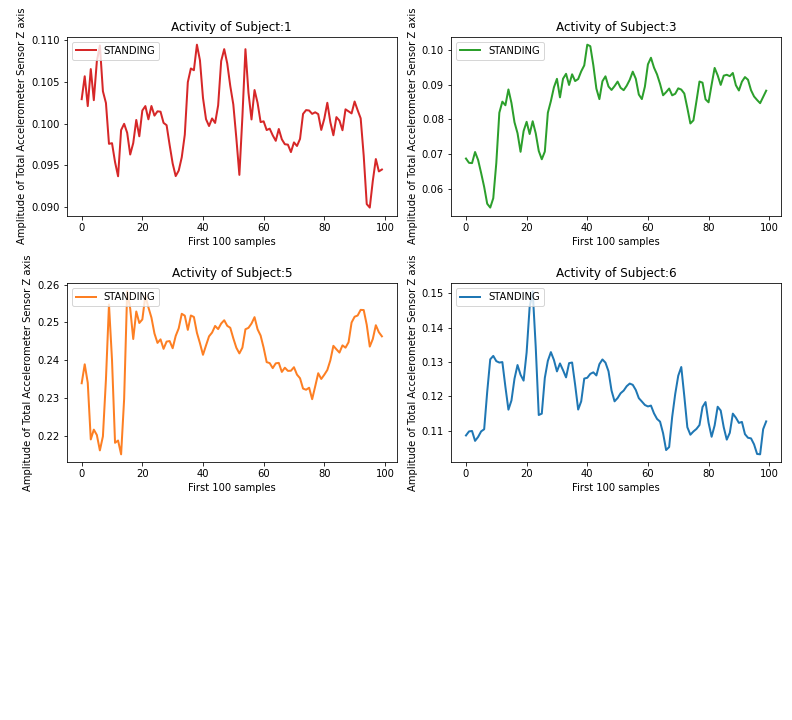 Activity of Subject:1
Amplitude of Total Accelerometer Sensor Z axis
0.110
0.105
0.100
0.095
0.090
STANDING
0 20 40 60 80 100
First 100 samples
Activity of Subject:3
Amplitude of Total Accelerometer Sensor Z axis
0.10
0.09
0.08
0.07
0.06
STANDING
0 20 40 60 80 100
First 100 samples
Activity of Subject:5
Amplitude of Total Accelerometer Sensor Z axis
0.26
0.25
0.24
0.23
0.22
STANDING
0 20 40 60 80 100
First 100 samples
Activity of Subject:6
Amplitude of Total Accelerometer Sensor Z axis
0.15
0.14
0.13
0.12
0.11
STANDING
0 20 40 60 80 100
First 100 samples